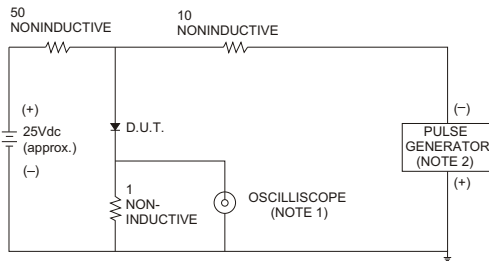 50
NONINDUCTIVE
10
NONINDUCTIVE
(+)
25Vdc
(approx.)
(–)
D.U.T.
1
NON-
INDUCTIVE
OSCILLISCOPE
(NOTE 1)
(–)
PULSE
GENERATOR
(NOTE 2)
(+)